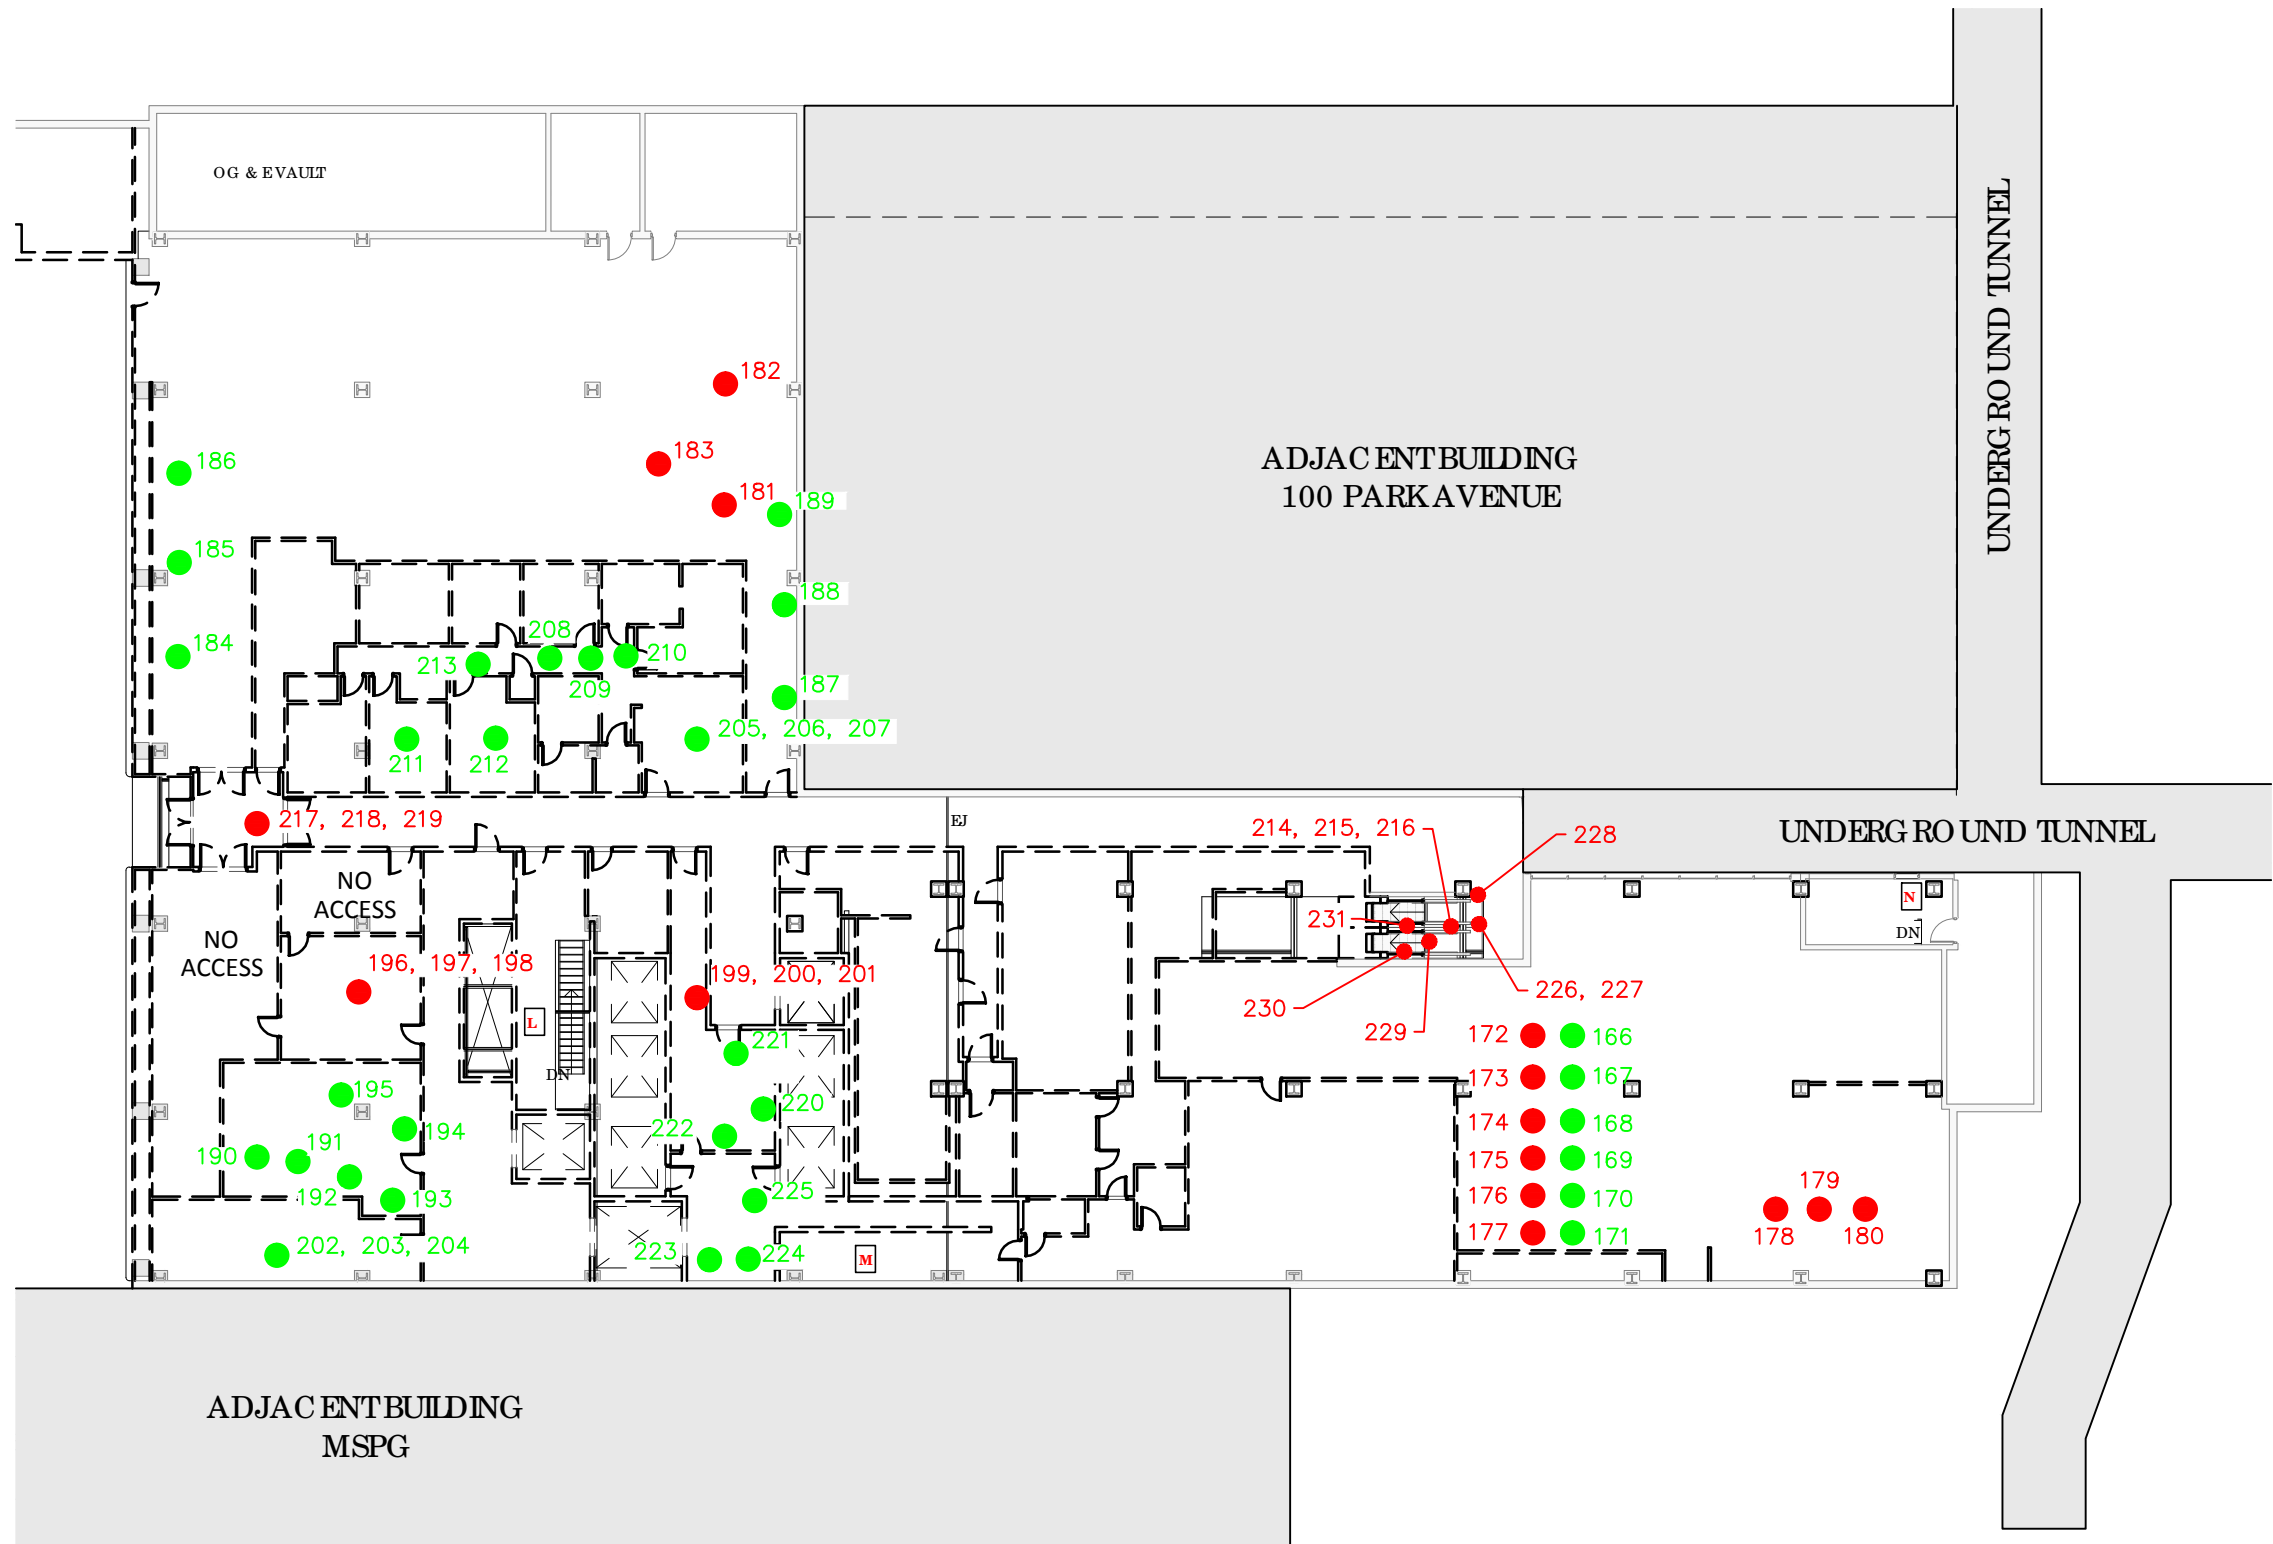 OG & E VAULT
UNDERGROUND TUNNEL
182
ADJACENT BUILDING
100 PARK AVENUE
183
186
181
189
185
188
208
184
210
213
209
187
205, 206, 207
211
212
217, 218, 219
EJ
214, 215, 216
228
UNDERGROUND TUNNEL
NO
ACCESS
N
231
DN
NO
ACCESS
196, 197, 198
199, 200, 201
226, 227
230
L
229
172
166
221
DN
173
167
195
220
174
168
222
194
191
190
175
169
179
225
192
193
176
170
178
180
177
171
202, 203, 204
223
224
M
ADJACENT BUILDING
MSPG